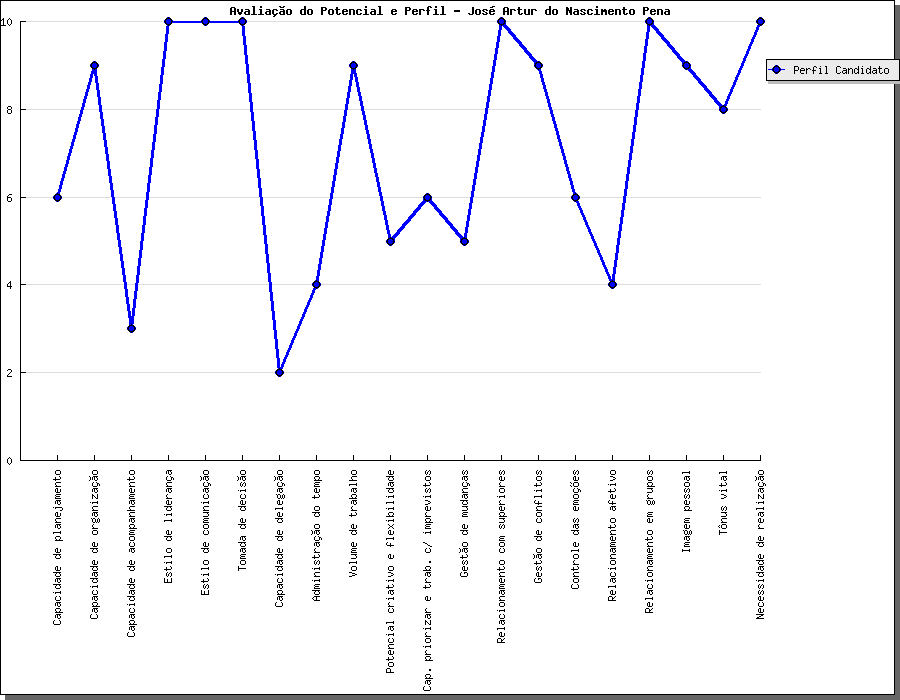 Avaliação do Potencial e Perfil - José Artur do Nascimento Pena
10
8
6
4
2
0
Perfil Candidato
Capacidade de planejamento
Capacidade de organização
Capacidade de acompanhamento
Estilo de liderança
Estilo de comunicação
Tomada de decisão
Capacidade de delegação
Administração do tempo
Volume de trabalho
Potencial criativo e flexibilidade
Cap. priorizar e trab. c/ imprevistos
Gestão de mudanças
Relacionamento com superiores
Gestão de conflitos
Controle das emoções
Relacionamento afetivo
Relacionamento em grupos
Imagem pessoal
Tônus vital
Necessidade de realização